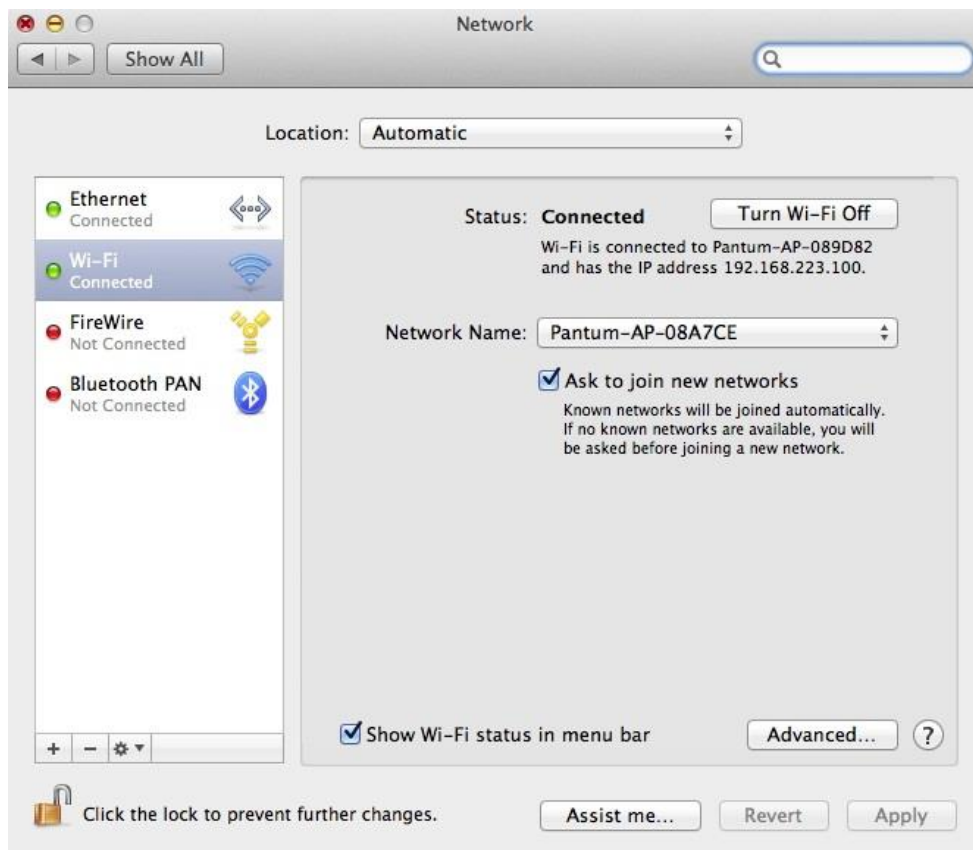 Network
Show All
Location: Automatic
Ethernet
Connected
Wi-Fi
Connected
FireWire
Not Connected
Bluetooth PAN
Not Connected
Status: Connected
Turn Wi-Fi Off
Wi-Fi is connected to Pantum-AP-089D82
and has the IP address 192.168.223.100.
Network Name: Pantum-AP-08A7CE
Ask to join new networks
Known networks will be joined automatically.
If no known networks are available, you will
be asked before joining a new network.
Show Wi-Fi status in menu bar
Advanced...
?
Click the lock to prevent further changes.
Assist me...
Revert
Apply